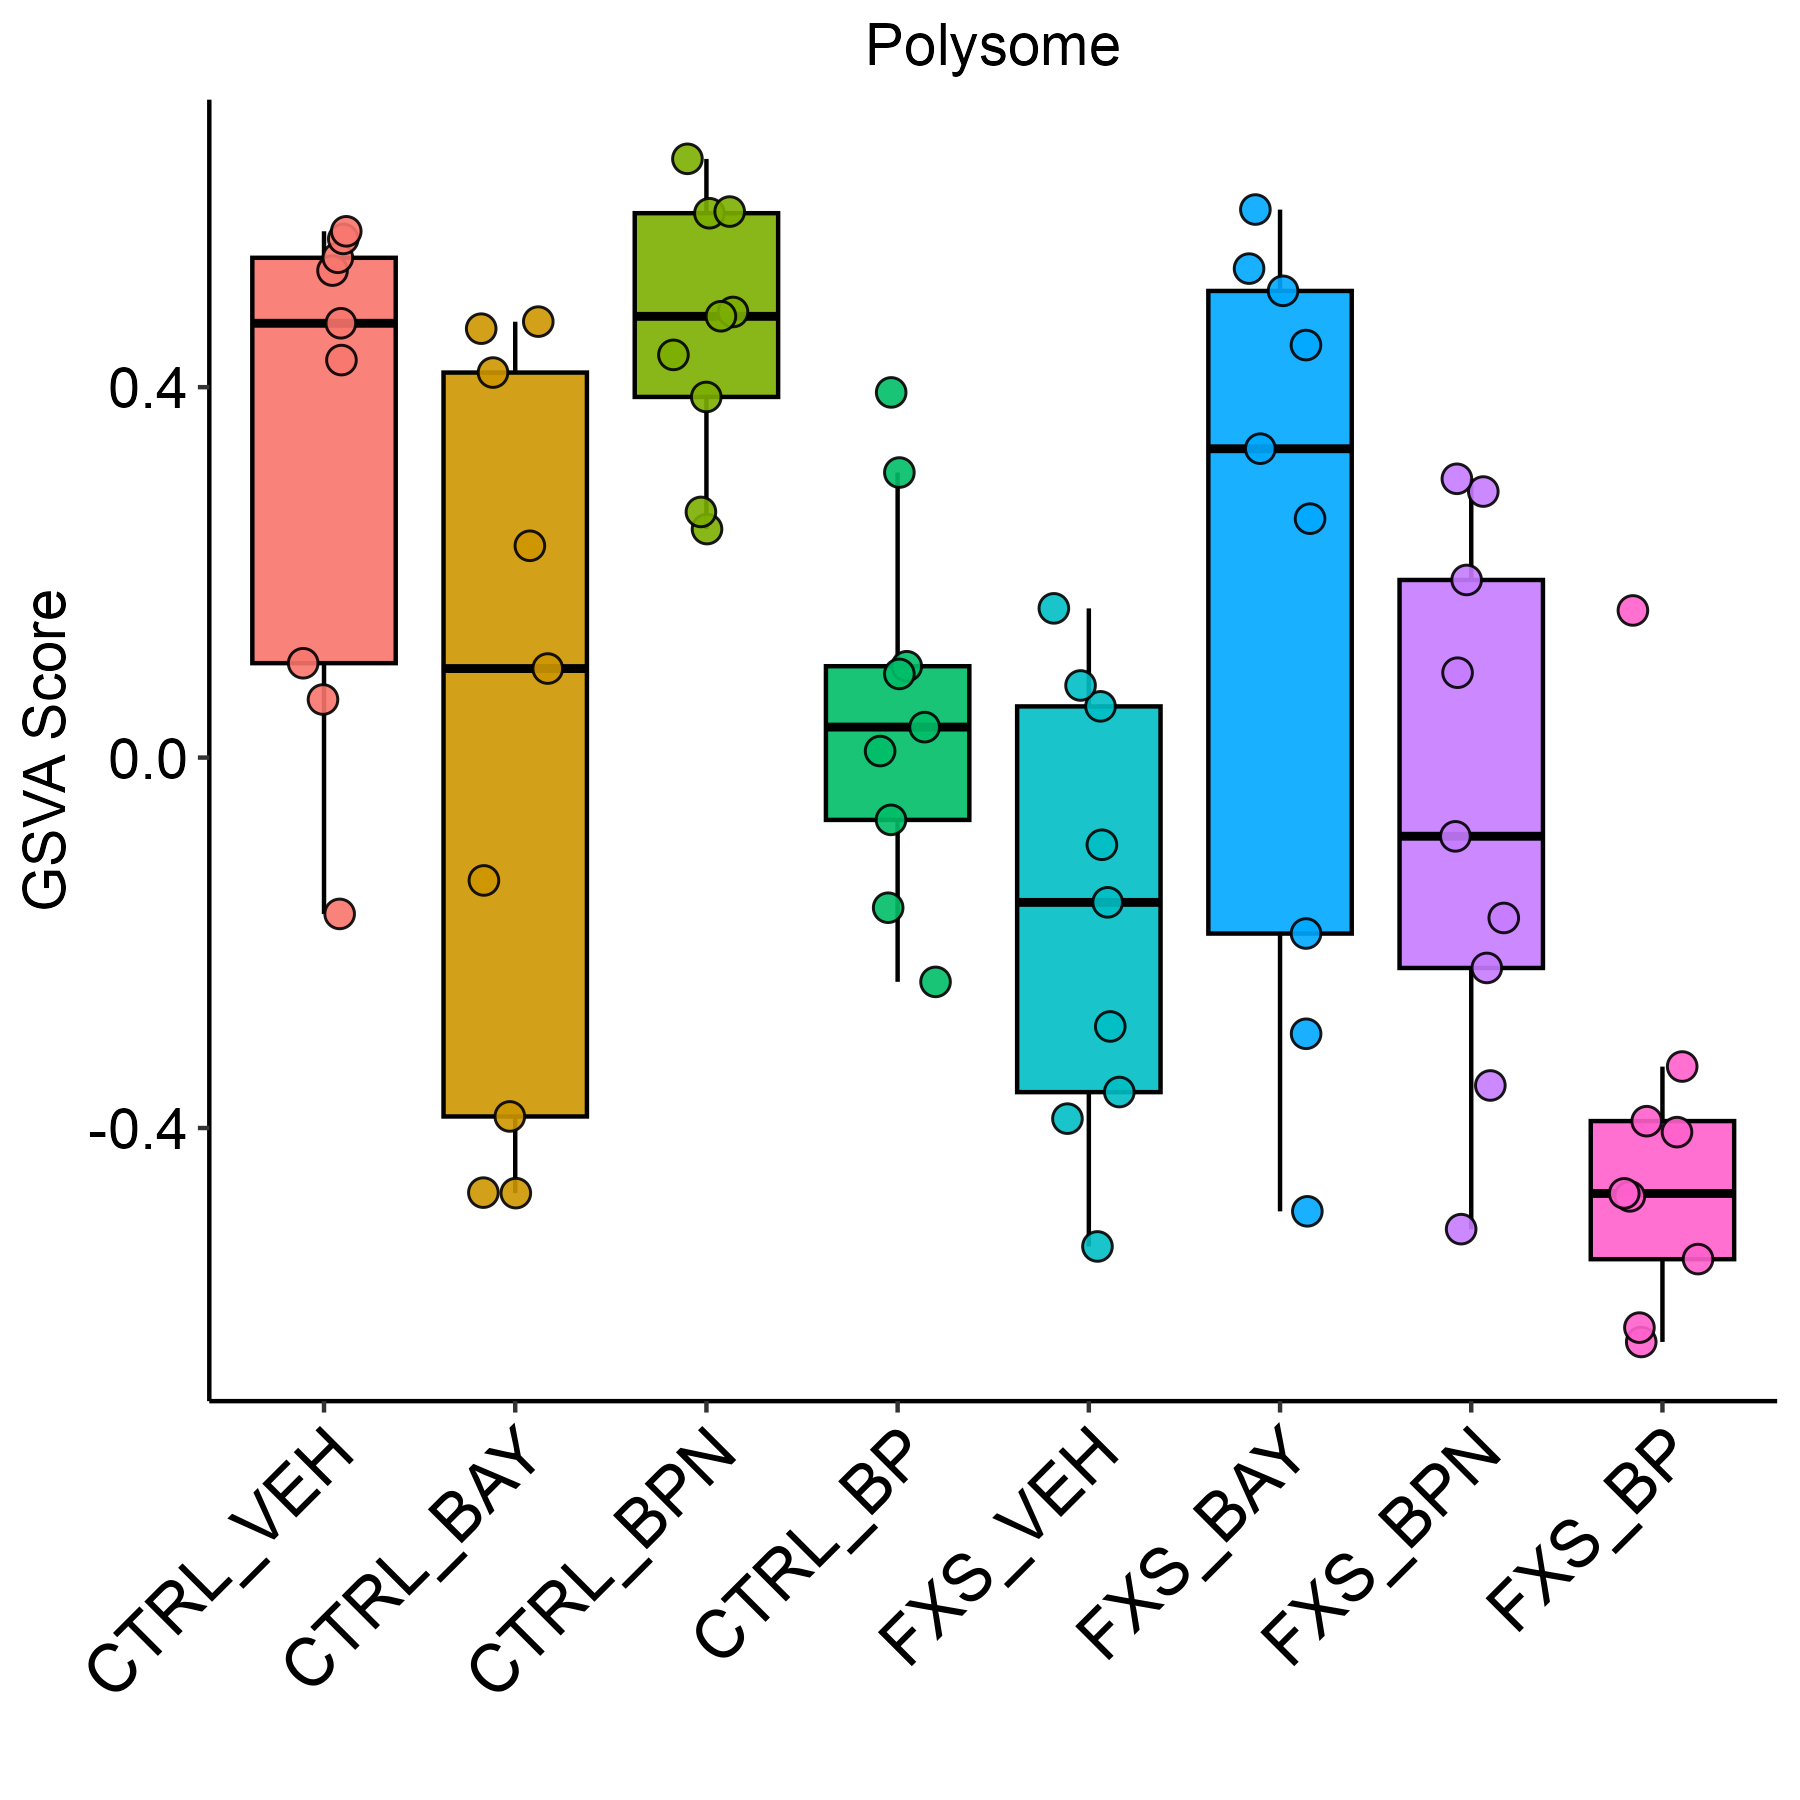 Polysome
GSVA Score
0.4
0.0
-0.4
CTRL_VEH
CTRL_BAY
CTRL_BPN
CTRL_BP
FXS_VEH
FXS_BAY
FXS_BPN
FXS_BP